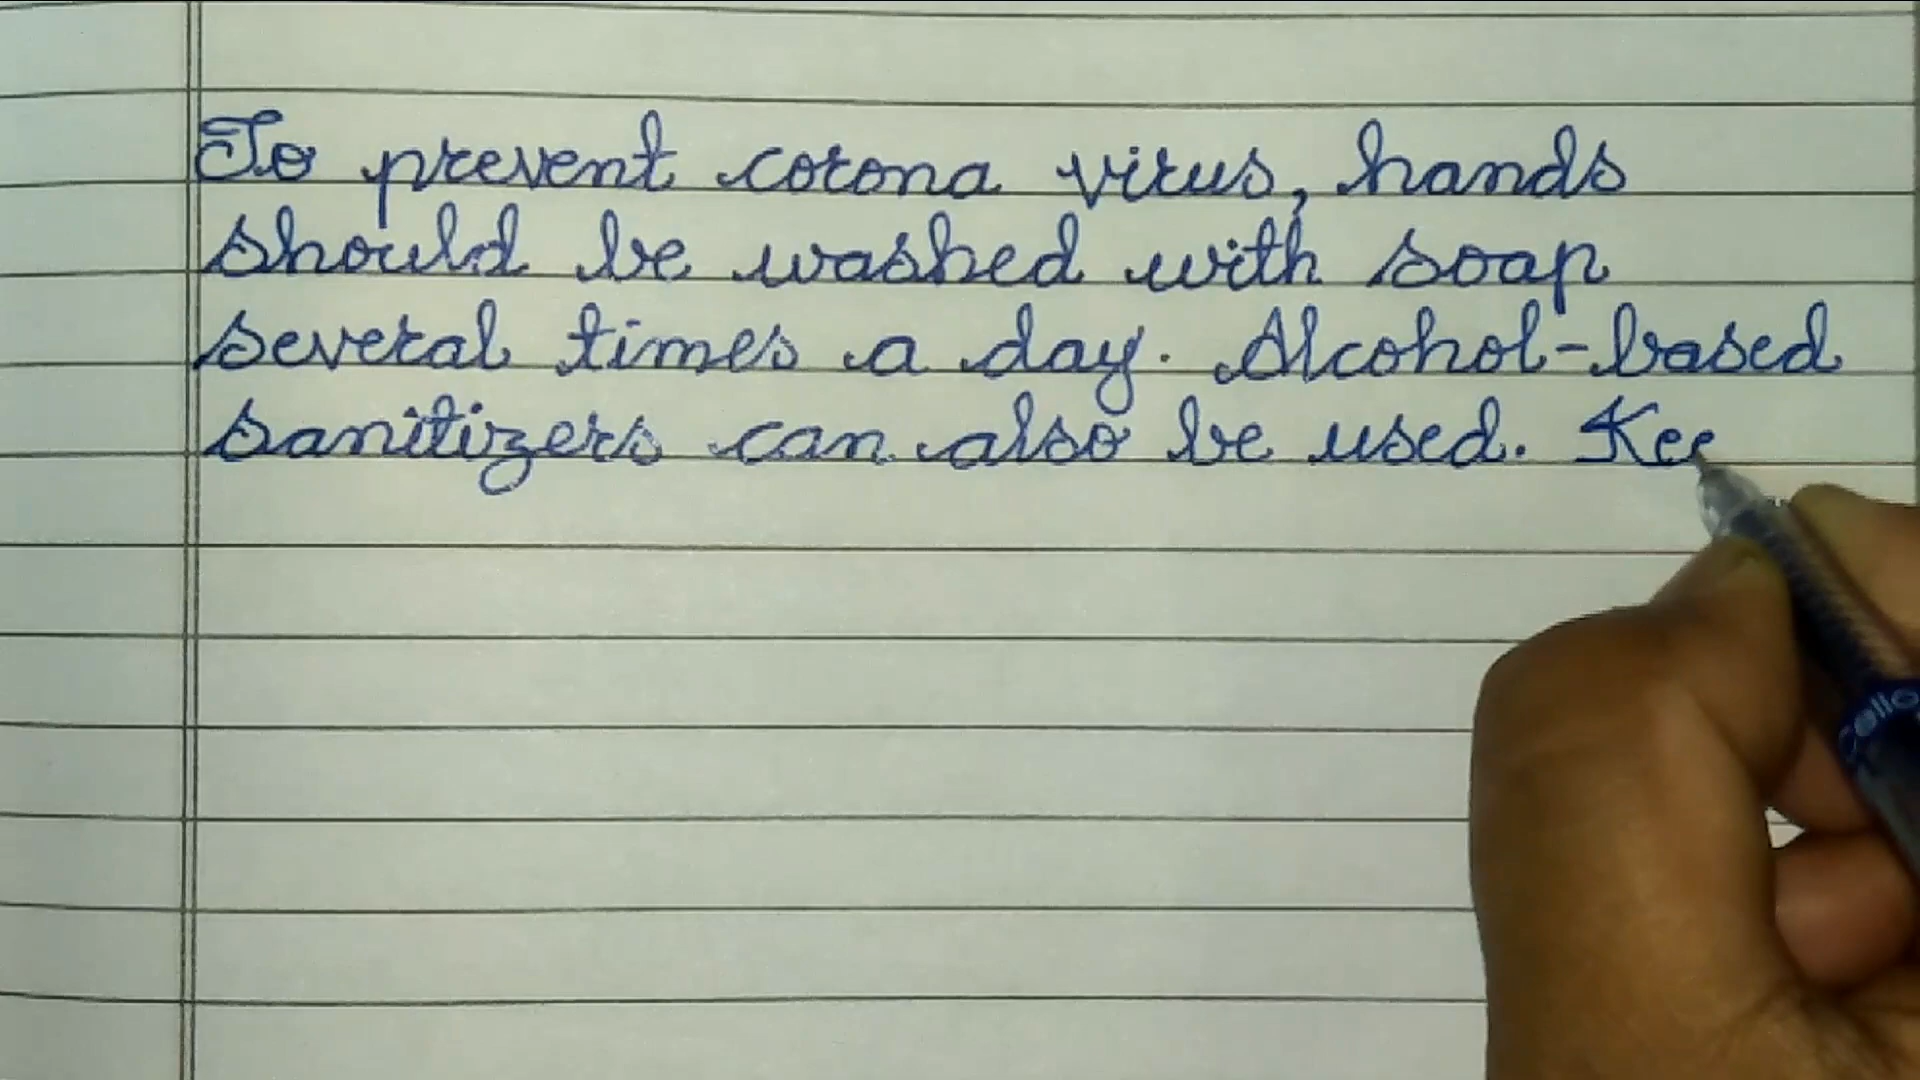 To prevent corona virus, hands
should be washed with soap
several times a day. Alcohol-based
sanitizers can also be used. Kee
cello